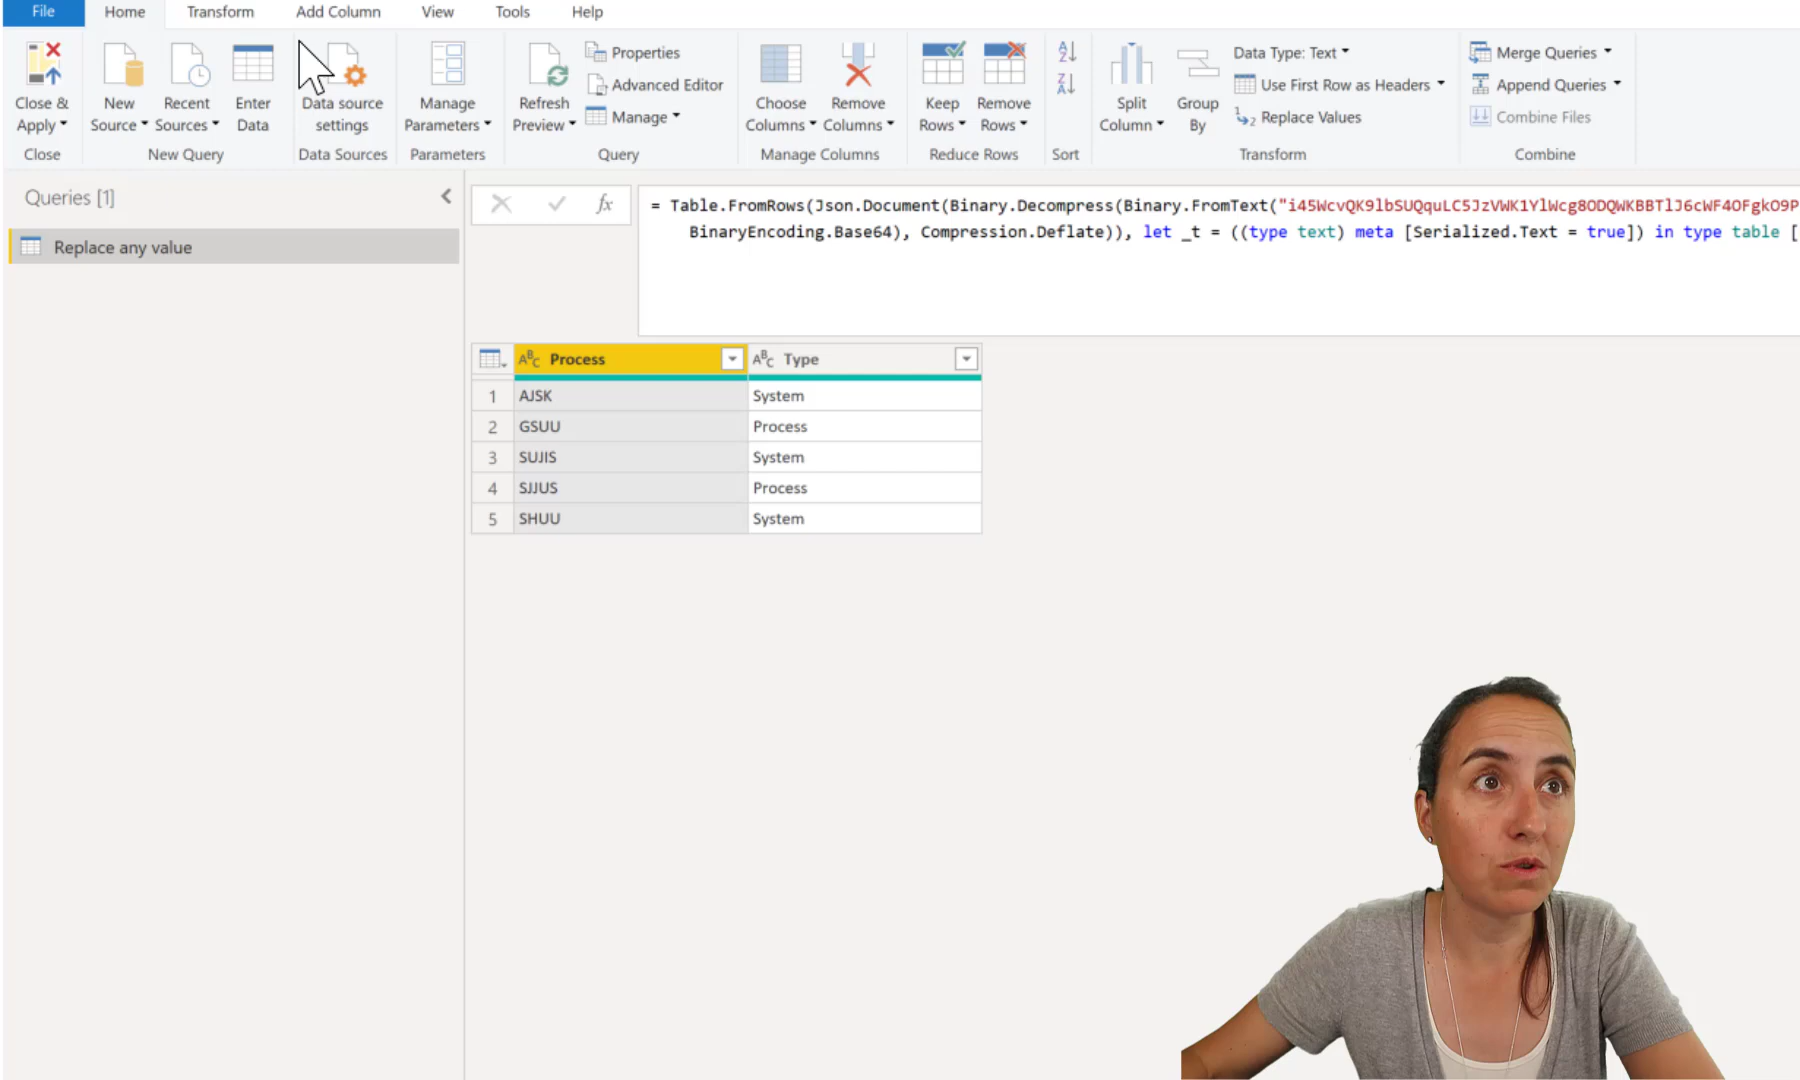 File Home Transform Add Column View Tools Help
Close & Apply
New Source
Recent Sources
Enter Data
Data source settings
Manage Parameters
Refresh Preview
Properties
Advanced Editor
Manage
Choose Columns
Remove Columns
Keep Rows
Remove Rows
Split Column
Group By
Data Type: Text
Use First Row as Headers
Replace Values
Merge Queries
Append Queries
Combine Files
Close New Query Data Sources Parameters Query Manage Columns Reduce Rows Sort Transform Combine
Queries [1]
Replace any value
fx
= Table.FromRows(Json.Document(Binary.Decompress(Binary.FromText("i45WcvQK9lbSUQquLC5JzVWK1YlWcg8ODQWKBBTlJ6cWF4OFgkO9P
BinaryEncoding.Base64), Compression.Deflate)), let _t = ((type text) meta [Serialized.Text = true]) in type table [
ABC Process ABC Type
1 AJSK System
2 GSUU Process
3 SUJIS System
4 SJJUS Process
5 SHUU System